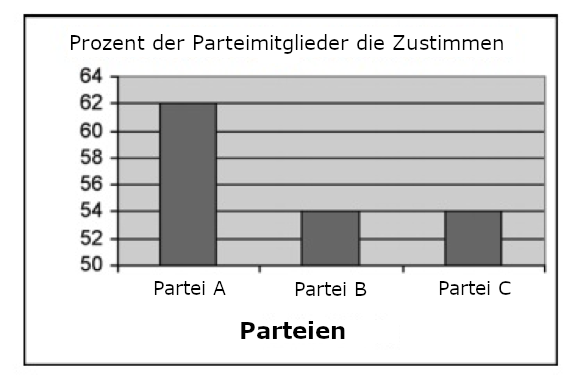 Prozent der Parteimitglieder die Zustimmen
64
62
60
58
56
54
52
50
Partei A Partei B Partei C
Parteien